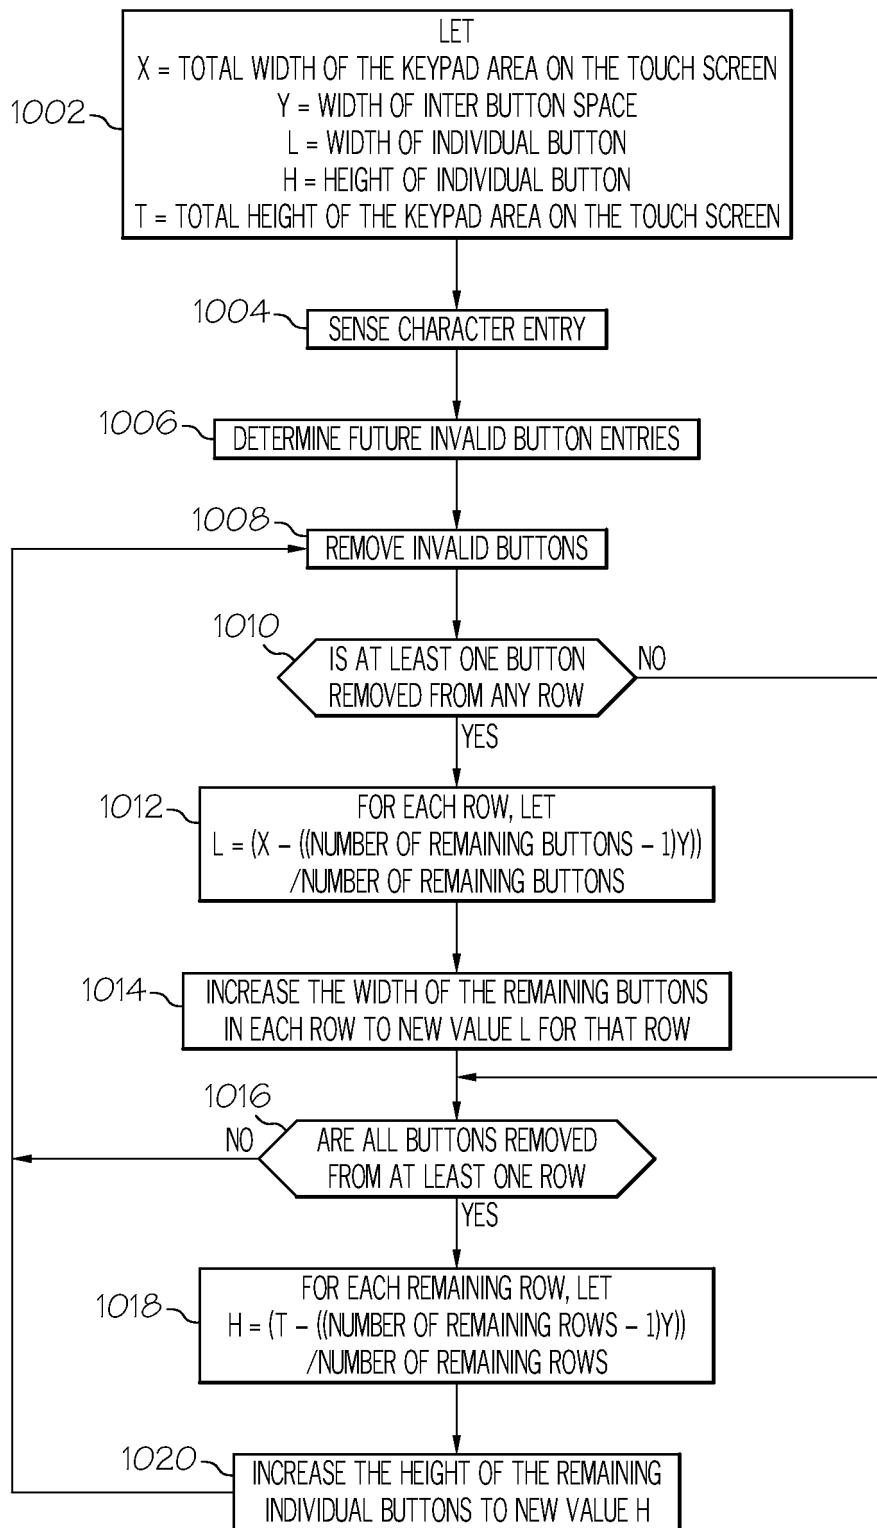 LET
X = TOTAL WIDTH OF THE KEYPAD AREA ON THE TOUCH SCREEN
Y = WIDTH OF INTER BUTTON SPACE
L = WIDTH OF INDIVIDUAL BUTTON
H = HEIGHT OF INDIVIDUAL BUTTON
T = TOTAL HEIGHT OF THE KEYPAD AREA ON THE TOUCH SCREEN
1002
1004
SENSE CHARACTER ENTRY
1006
DETERMINE FUTURE INVALID BUTTON ENTRIES
1008
REMOVE INVALID BUTTONS
1010
IS AT LEAST ONE BUTTON
REMOVED FROM ANY ROW
NO
YES
1012
FOR EACH ROW, LET
L = (X – ((NUMBER OF REMAINING BUTTONS – 1)Y))
/NUMBER OF REMAINING BUTTONS
1014
INCREASE THE WIDTH OF THE REMAINING BUTTONS
IN EACH ROW TO NEW VALUE L FOR THAT ROW
1016
ARE ALL BUTTONS REMOVED
FROM AT LEAST ONE ROW
NO
YES
1018
FOR EACH REMAINING ROW, LET
H = (T – ((NUMBER OF REMAINING ROWS – 1)Y))
/NUMBER OF REMAINING ROWS
1020
INCREASE THE HEIGHT OF THE REMAINING
INDIVIDUAL BUTTONS TO NEW VALUE H